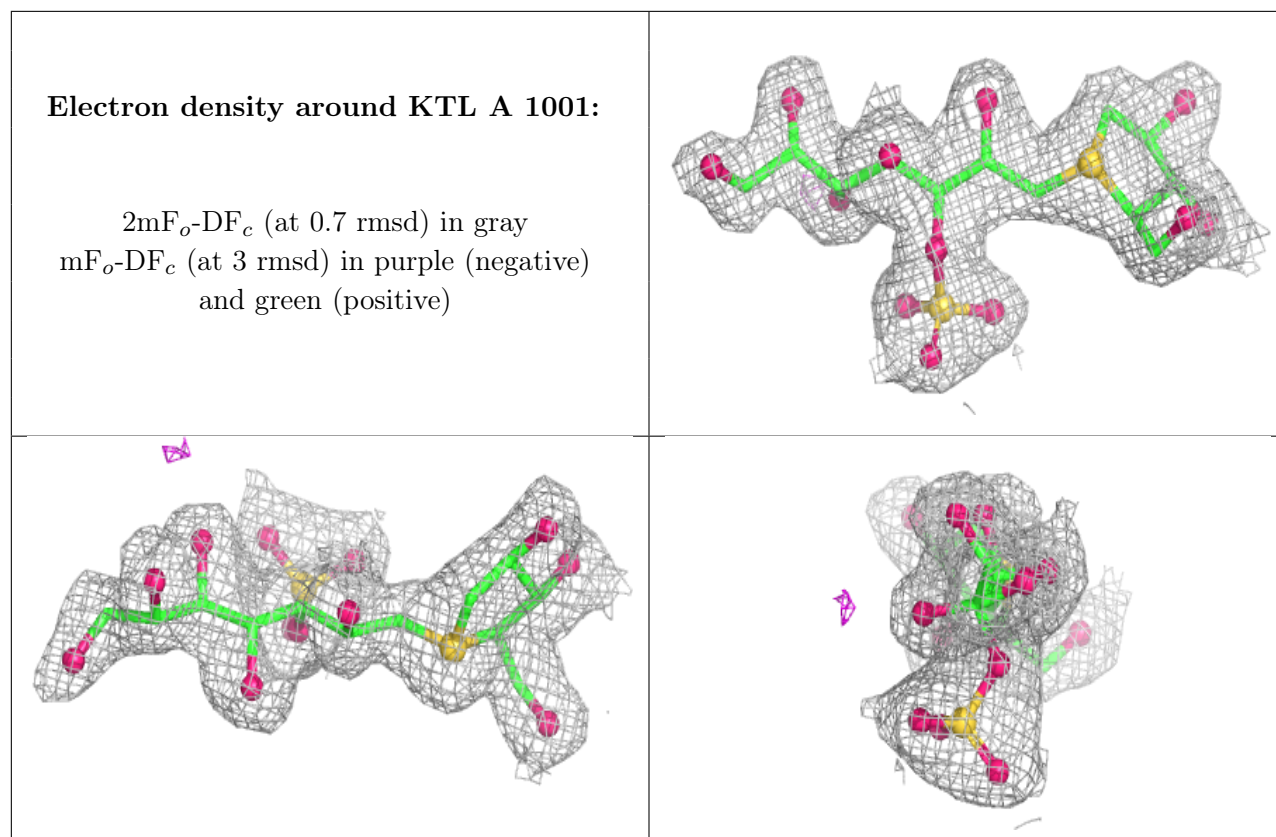 Electron density around KTL A 1001:
2mFo-DFc (at 0.7 rmsd) in gray
mFo-DFc (at 3 rmsd) in purple (negative)
and green (positive)